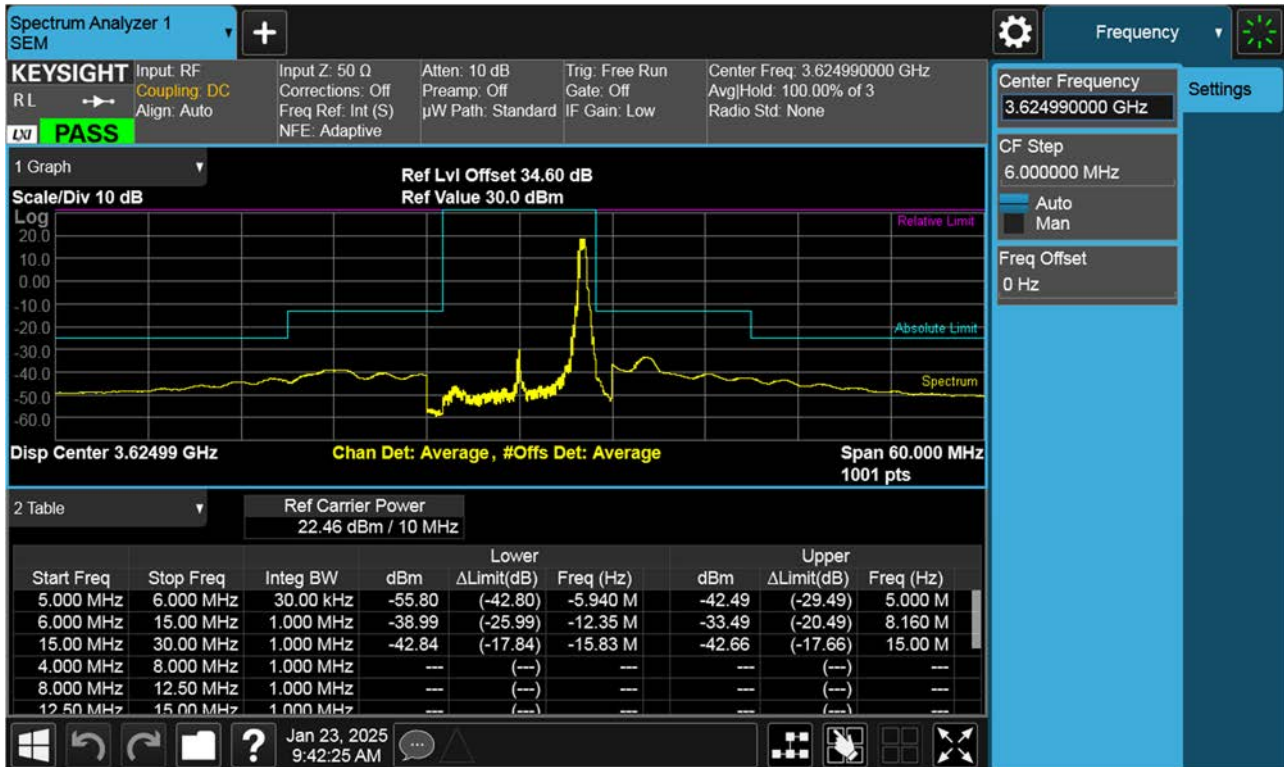 Spectrum Analyzer 1
SEM
Frequency
KEYSIGHT
RL
LXI
PASS
Input: RF
Coupling: DC
Align: Auto
Input Z: 50 Ω
Corrections: Off
Freq Ref: Int (S)
NFE: Adaptive
Atten: 10 dB
Preamp: Off
µW Path: Standard
Trig: Free Run
Gate: Off
IF Gain: Low
Center Freq: 3.624990000 GHz
Avg|Hold: 100.00% of 3
Radio Std: None
Center Frequency
3.624990000 GHz
Settings
CF Step
6.000000 MHz
Auto
Man
Freq Offset
0 Hz
1 Graph
Ref Lvl Offset 34.60 dB
Scale/Div 10 dB
Ref Value 30.0 dBm
Log
Relative Limit
20.0
10.0
0.00
-10.0
-20.0
Absolute Limit
-30.0
-40.0
Spectrum
-50.0
-60.0
Disp Center 3.62499 GHz
Chan Det: Average, #Offs Det: Average
Span 60.000 MHz
1001 pts
2 Table
Ref Carrier Power
22.46 dBm / 10 MHz
Lower Upper
Start Freq Stop Freq Integ BW dBm ΔLimit(dB) Freq (Hz) dBm ΔLimit(dB) Freq (Hz)
5.000 MHz 6.000 MHz 30.00 kHz -55.80 (-42.80) -5.940 M -42.49 (-29.49) 5.000 M
6.000 MHz 15.00 MHz 1.000 MHz -38.99 (-25.99) -12.35 M -33.49 (-20.49) 8.160 M
15.00 MHz 30.00 MHz 1.000 MHz -42.84 (-17.84) -15.83 M -42.66 (-17.66) 15.00 M
4.000 MHz 8.000 MHz 1.000 MHz --- (---) --- --- (---) ---
8.000 MHz 12.50 MHz 1.000 MHz --- (---) --- --- (---) ---
12.50 MHz 15.00 MHz 1.000 MHz --- (---) --- --- (---) ---
Jan 23, 2025
9:42:25 AM